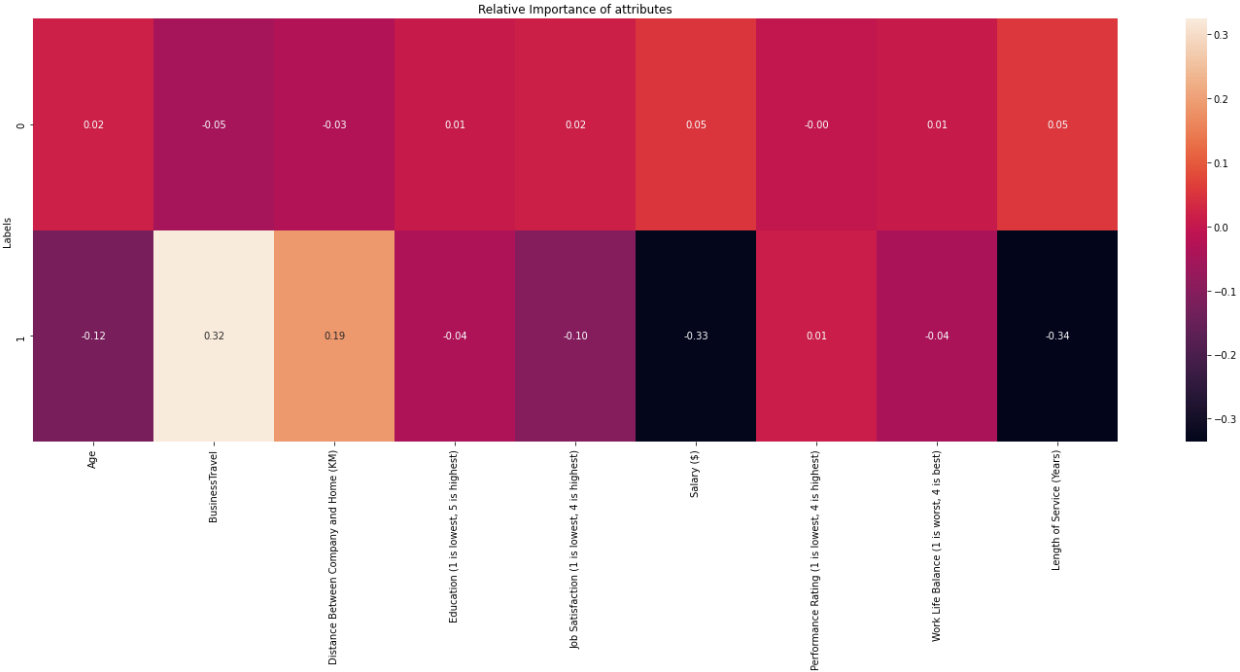 Relative Importance of attributes
0.02 -0.05 -0.03 0.01 0.02 0.05 -0.00 0.01 0.05
-0.12 0.32 0.19 -0.04 -0.10 -0.33 0.01 -0.04 -0.34
Labels
0
1
Age
BusinessTravel
Distance Between Company and Home (KM)
Education (1 is lowest, 5 is highest)
Job Satisfaction (1 is lowest, 4 is highest)
Salary ($)
Performance Rating (1 is lowest, 4 is highest)
Work Life Balance (1 is worst, 4 is best)
Length of Service (Years)
0.3
0.2
0.1
0.0
-0.1
-0.2
-0.3